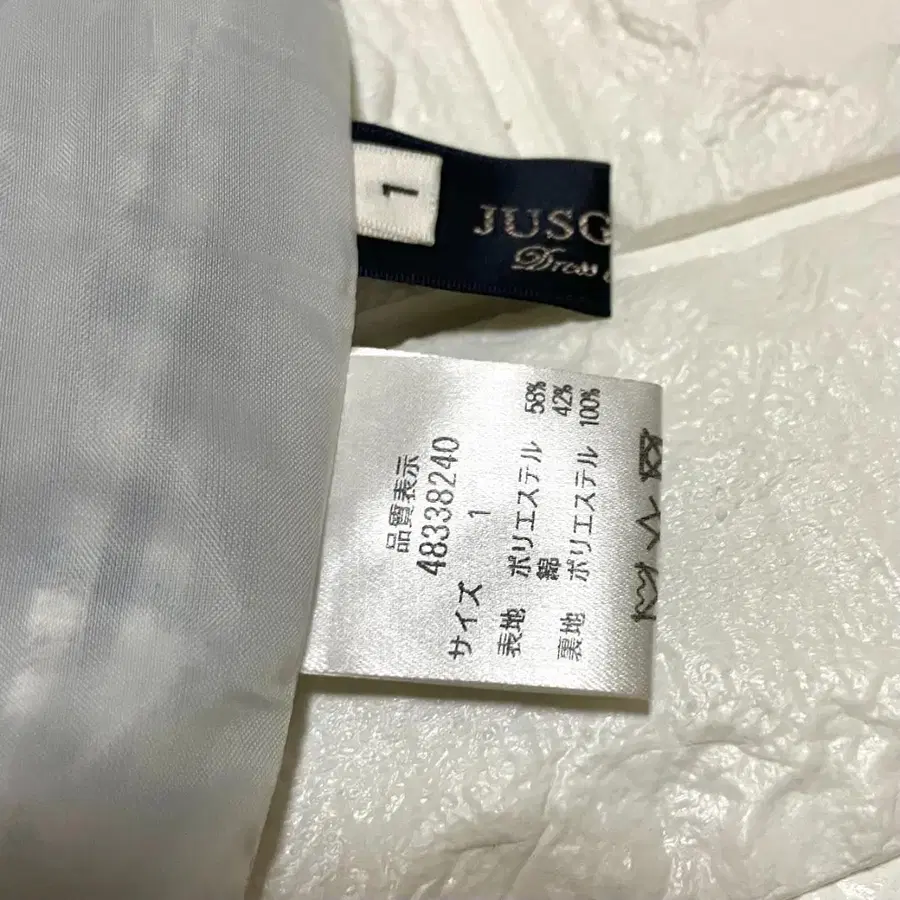 1
JUSG
Dress
品質表示
48338240
サイズ 1
表地 ポリエステル 58%
綿 42%
裏地 ポリエステル 100%